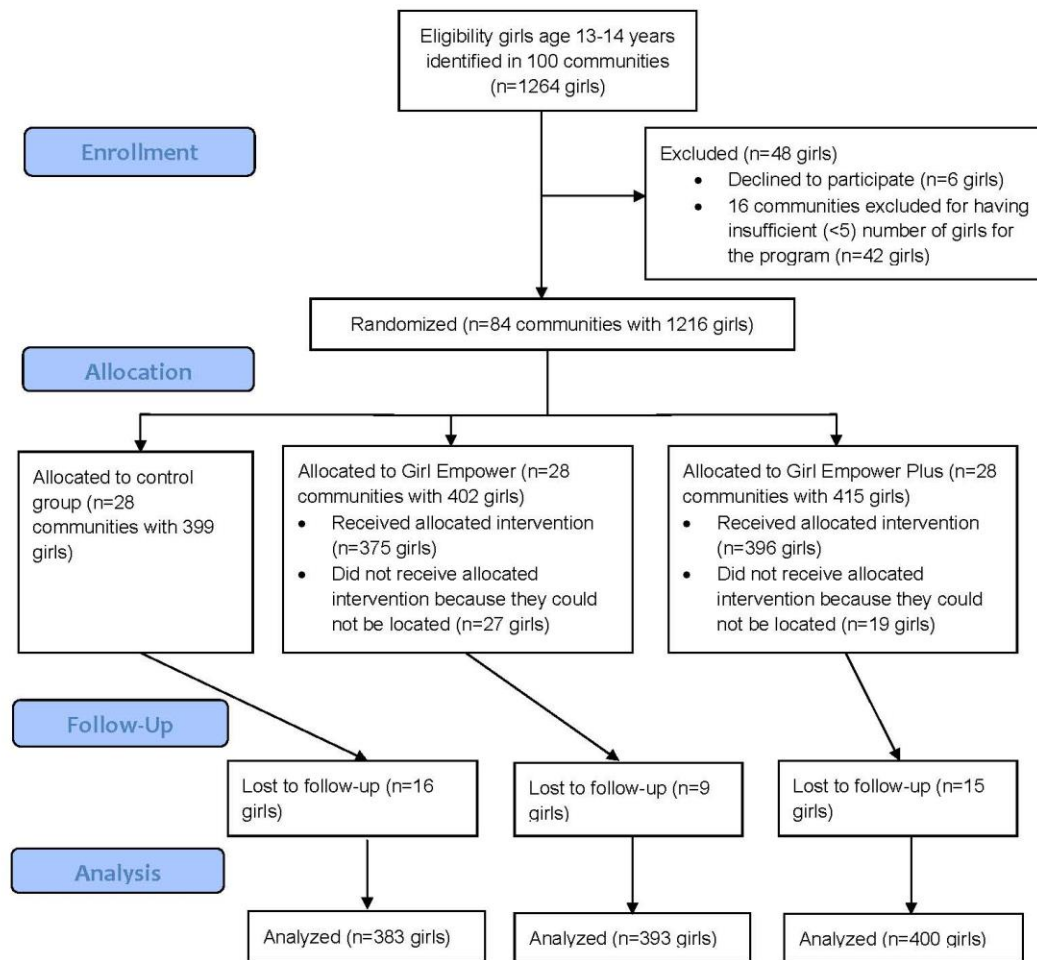 Eligibility girls age 13-14 years
identified in 100 communities
(n=1264 girls)
Enrollment
Excluded (n=48 girls)
• Declined to participate (n=6 girls)
• 16 communities excluded for having
insufficient (<5) number of girls for
the program (n=42 girls)
Randomized (n=84 communities with 1216 girls)
Allocation
Allocated to control
group (n=28
communities with 399
girls)
Allocated to Girl Empower (n=28
communities with 402 girls)
• Received allocated intervention
(n=375 girls)
• Did not receive allocated
intervention because they could
not be located (n=27 girls)
Allocated to Girl Empower Plus (n=28
communities with 415 girls)
• Received allocated intervention
(n=396 girls)
• Did not receive allocated
intervention because they could
not be located (n=19 girls)
Follow-Up
Lost to follow-up (n=16
girls)
Lost to follow-up (n=9
girls)
Lost to follow-up (n=15
girls)
Analysis
Analyzed (n=383 girls)
Analyzed (n=393 girls)
Analyzed (n=400 girls)